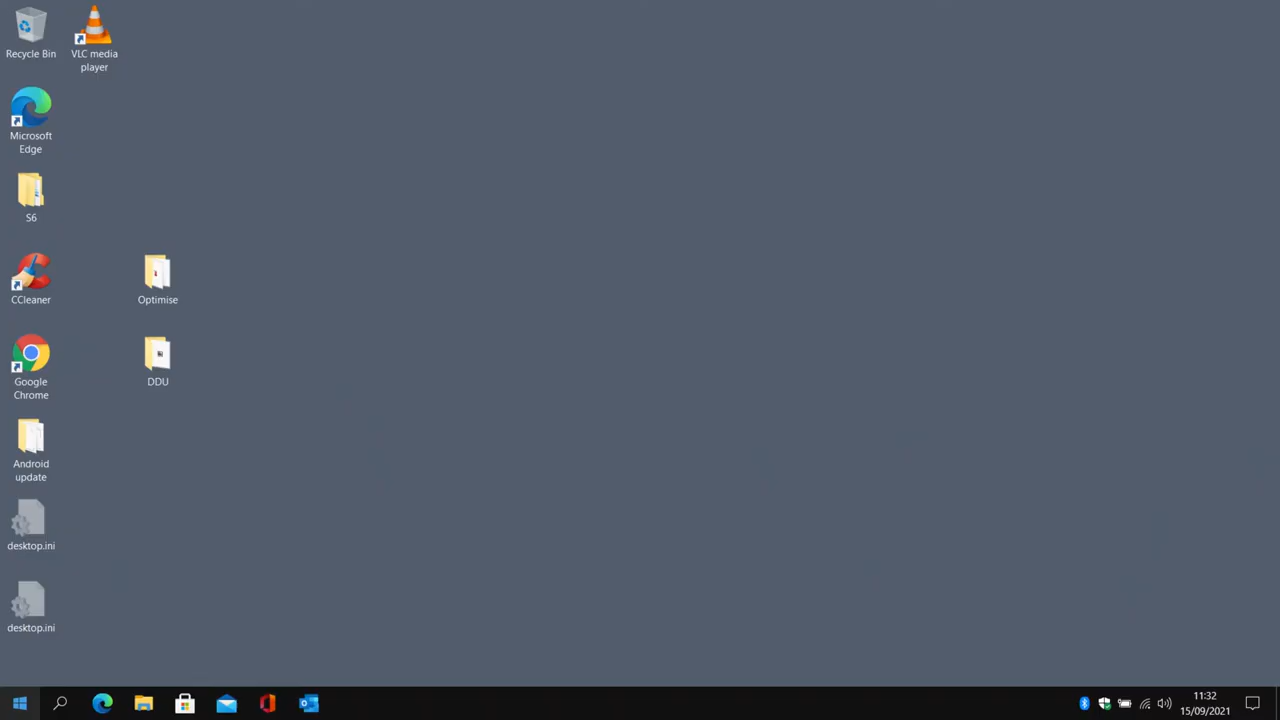 Recycle Bin
VLC media
player
Microsoft
Edge
S6
CCleaner
Optimise
Google
Chrome
DDU
Android
update
desktop.ini
desktop.ini
11:32
15/09/2021